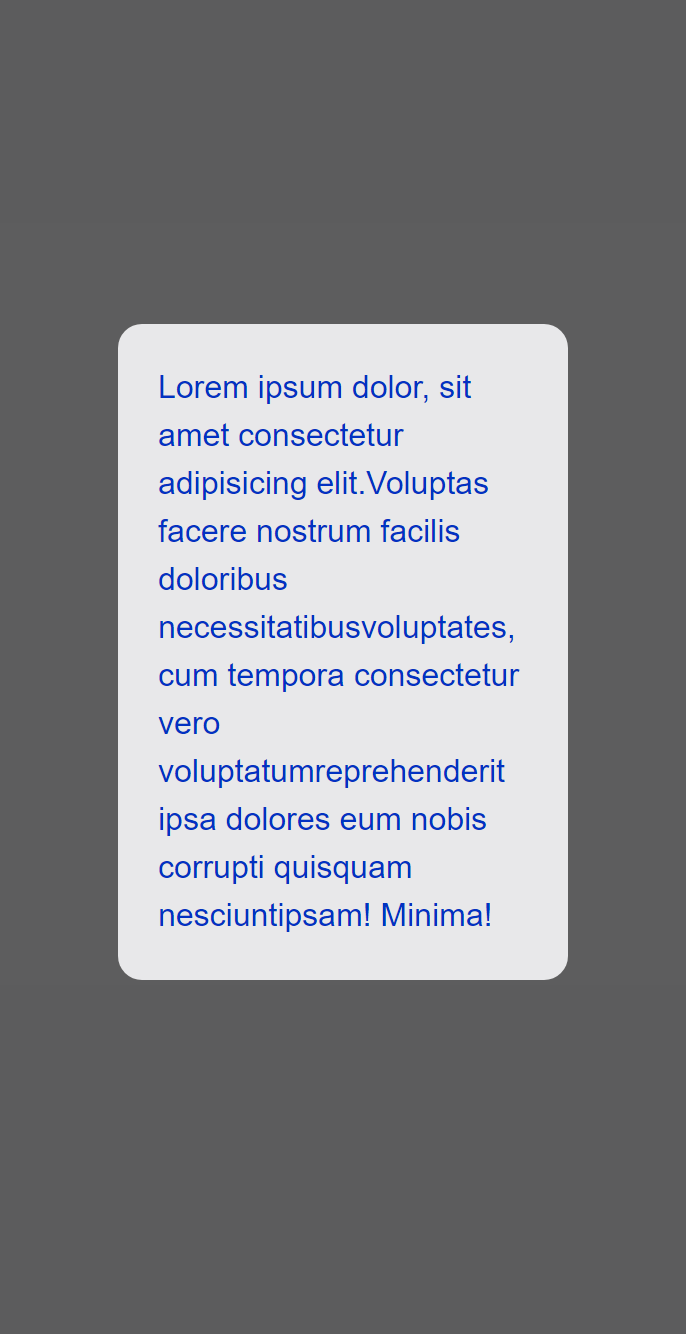 Lorem ipsum dolor, sit
amet consectetur
adipisicing elit.Voluptas
facere nostrum facilis
doloribus
necessitatibusvoluptates,
cum tempora consectetur
vero
voluptatumreprehenderit
ipsa dolores eum nobis
corrupti quisquam
nesciuntipsam! Minima!